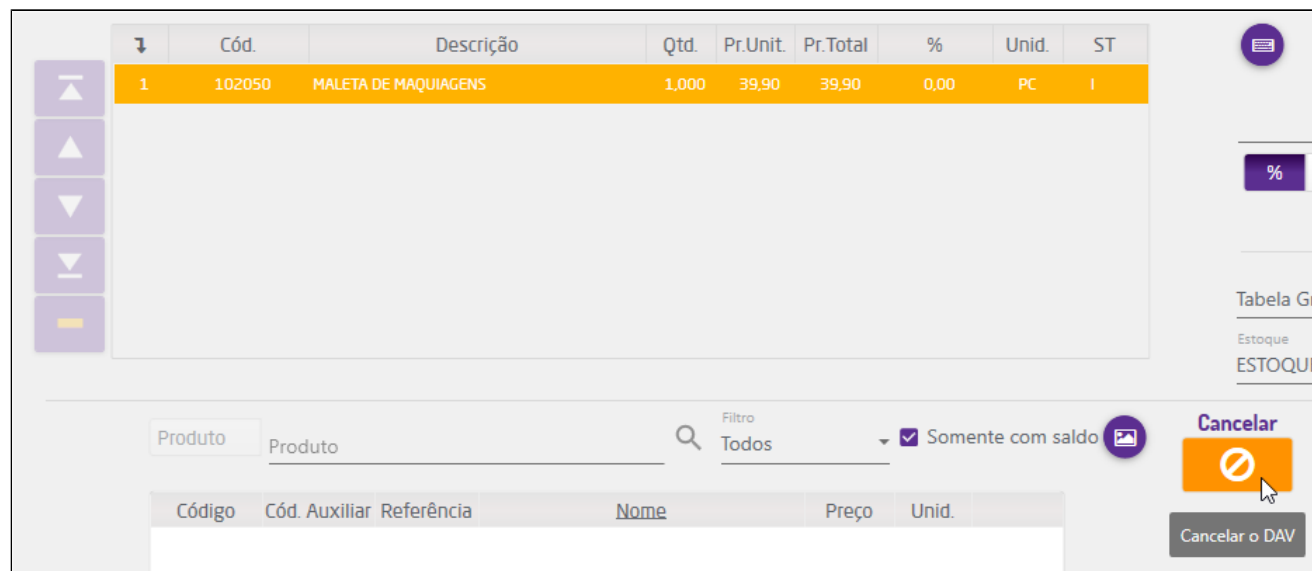 Cód. Descrição Qtd. Pr.Unit. Pr.Total % Unid. ST
1 102050 MALETA DE MAQUIAGENS 1,000 39,90 39,90 0,00 PC I
%
Tabela G
Estoque
ESTOQU
Produto Produto Filtro Todos Somente com saldo
Cancelar
Código Cód. Auxiliar Referência Nome Preço Unid.
Cancelar o DAV